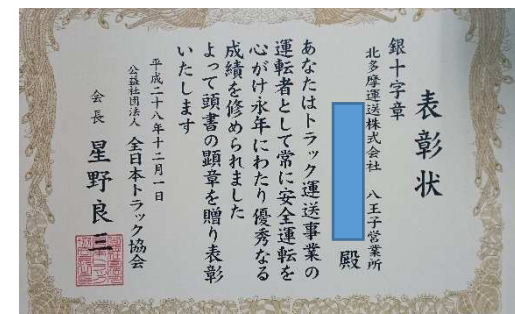 表彰状
銀十字章
北多摩運送株式会社 八王子営業所
殿
あなたはトラック運送事業の
運転者として常に安全運転を
心がけ永年にわたり優秀なる
成績を修められました
よって頭書の顕章を贈り表彰
いたします
平成二十八年十二月一日
公益社団法人 全日本トラック協会
会長 星野良三